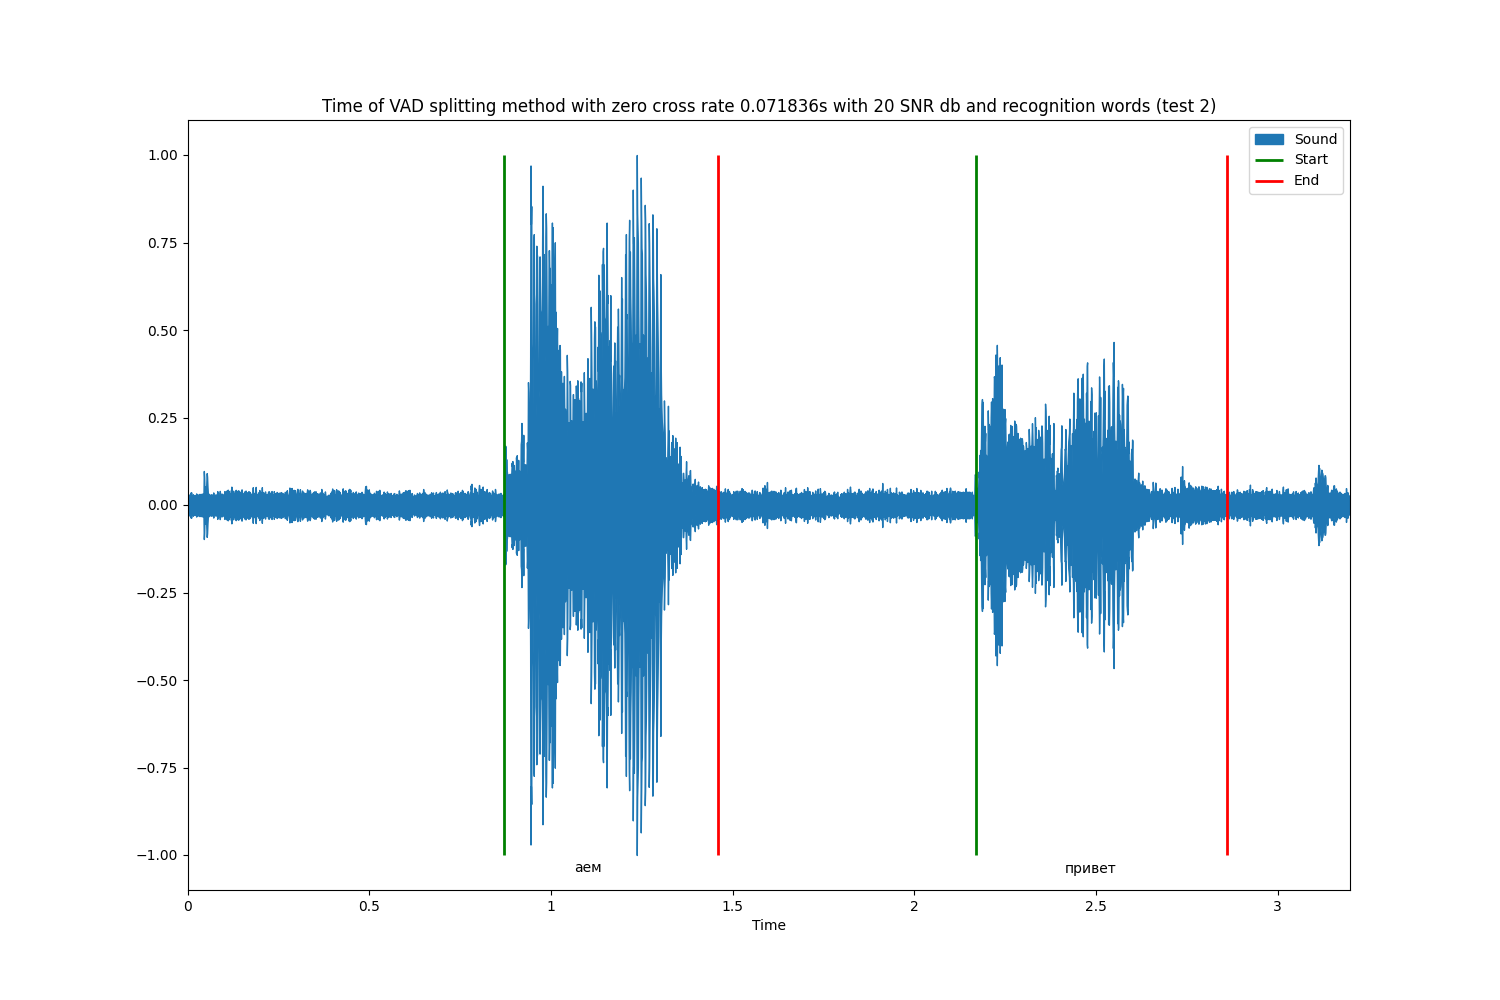 Time of VAD splitting method with zero cross rate 0.071836s with 20 SNR db and recognition words (test 2)
Sound
Start
End
1.00
0.75
0.50
0.25
0.00
−0.25
−0.50
−0.75
−1.00
аем
привет
0
0.5
1
1.5
2
2.5
3
Time